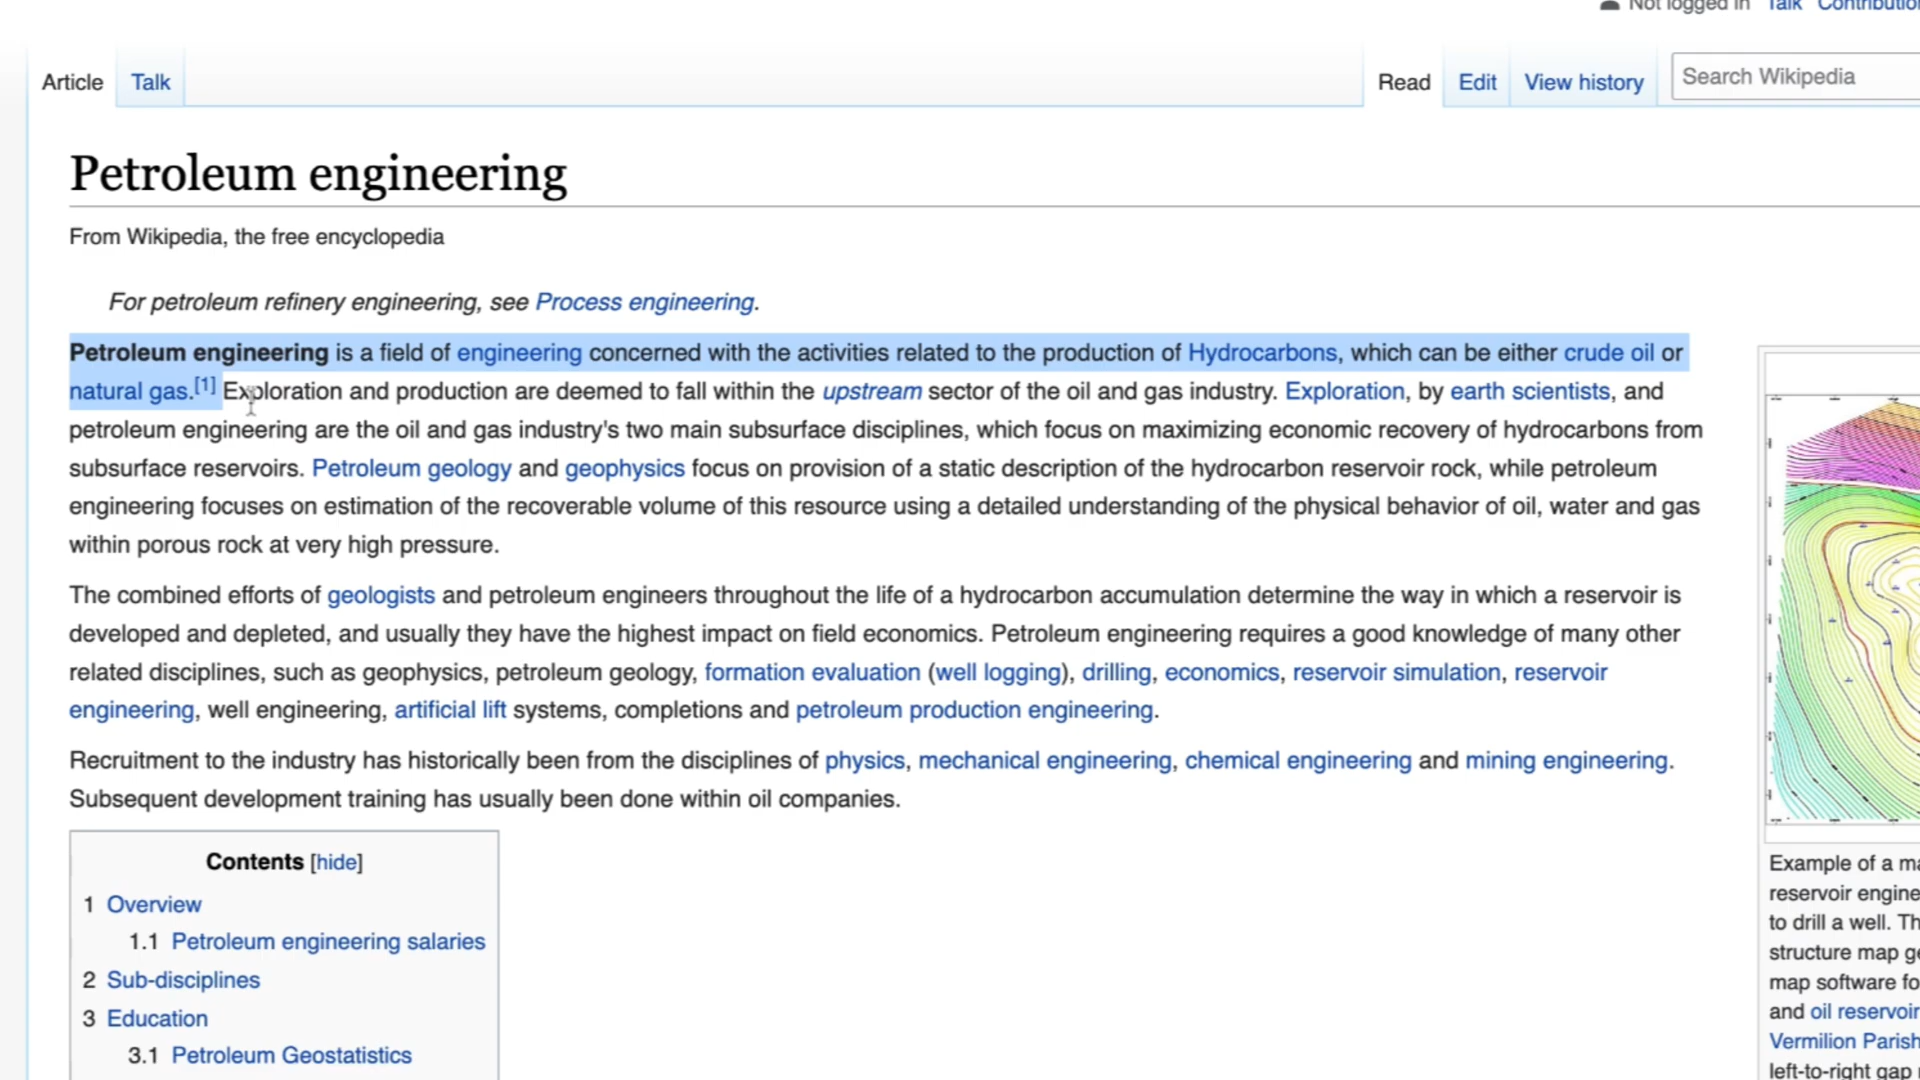 Not logged in Talk
Article Talk Read Edit View history Search Wikipedia
Petroleum engineering
From Wikipedia, the free encyclopedia
For petroleum refinery engineering, see Process engineering.
Petroleum engineering is a field of engineering concerned with the activities related to the production of Hydrocarbons, which can be either crude oil or
natural gas.[1] Exploration and production are deemed to fall within the upstream sector of the oil and gas industry. Exploration, by earth scientists, and
petroleum engineering are the oil and gas industry's two main subsurface disciplines, which focus on maximizing economic recovery of hydrocarbons from
subsurface reservoirs. Petroleum geology and geophysics focus on provision of a static description of the hydrocarbon reservoir rock, while petroleum
engineering focuses on estimation of the recoverable volume of this resource using a detailed understanding of the physical behavior of oil, water and gas
within porous rock at very high pressure.
The combined efforts of geologists and petroleum engineers throughout the life of a hydrocarbon accumulation determine the way in which a reservoir is
developed and depleted, and usually they have the highest impact on field economics. Petroleum engineering requires a good knowledge of many other
related disciplines, such as geophysics, petroleum geology, formation evaluation (well logging), drilling, economics, reservoir simulation, reservoir
engineering, well engineering, artificial lift systems, completions and petroleum production engineering.
Recruitment to the industry has historically been from the disciplines of physics, mechanical engineering, chemical engineering and mining engineering.
Subsequent development training has usually been done within oil companies.
Contents [hide]
1 Overview
1.1 Petroleum engineering salaries
2 Sub-disciplines
3 Education
3.1 Petroleum Geostatistics
Example of a
reservoir
to drill a well.
structure map
map software
and oil reservoir
Vermilion Parish
left-to-right gap